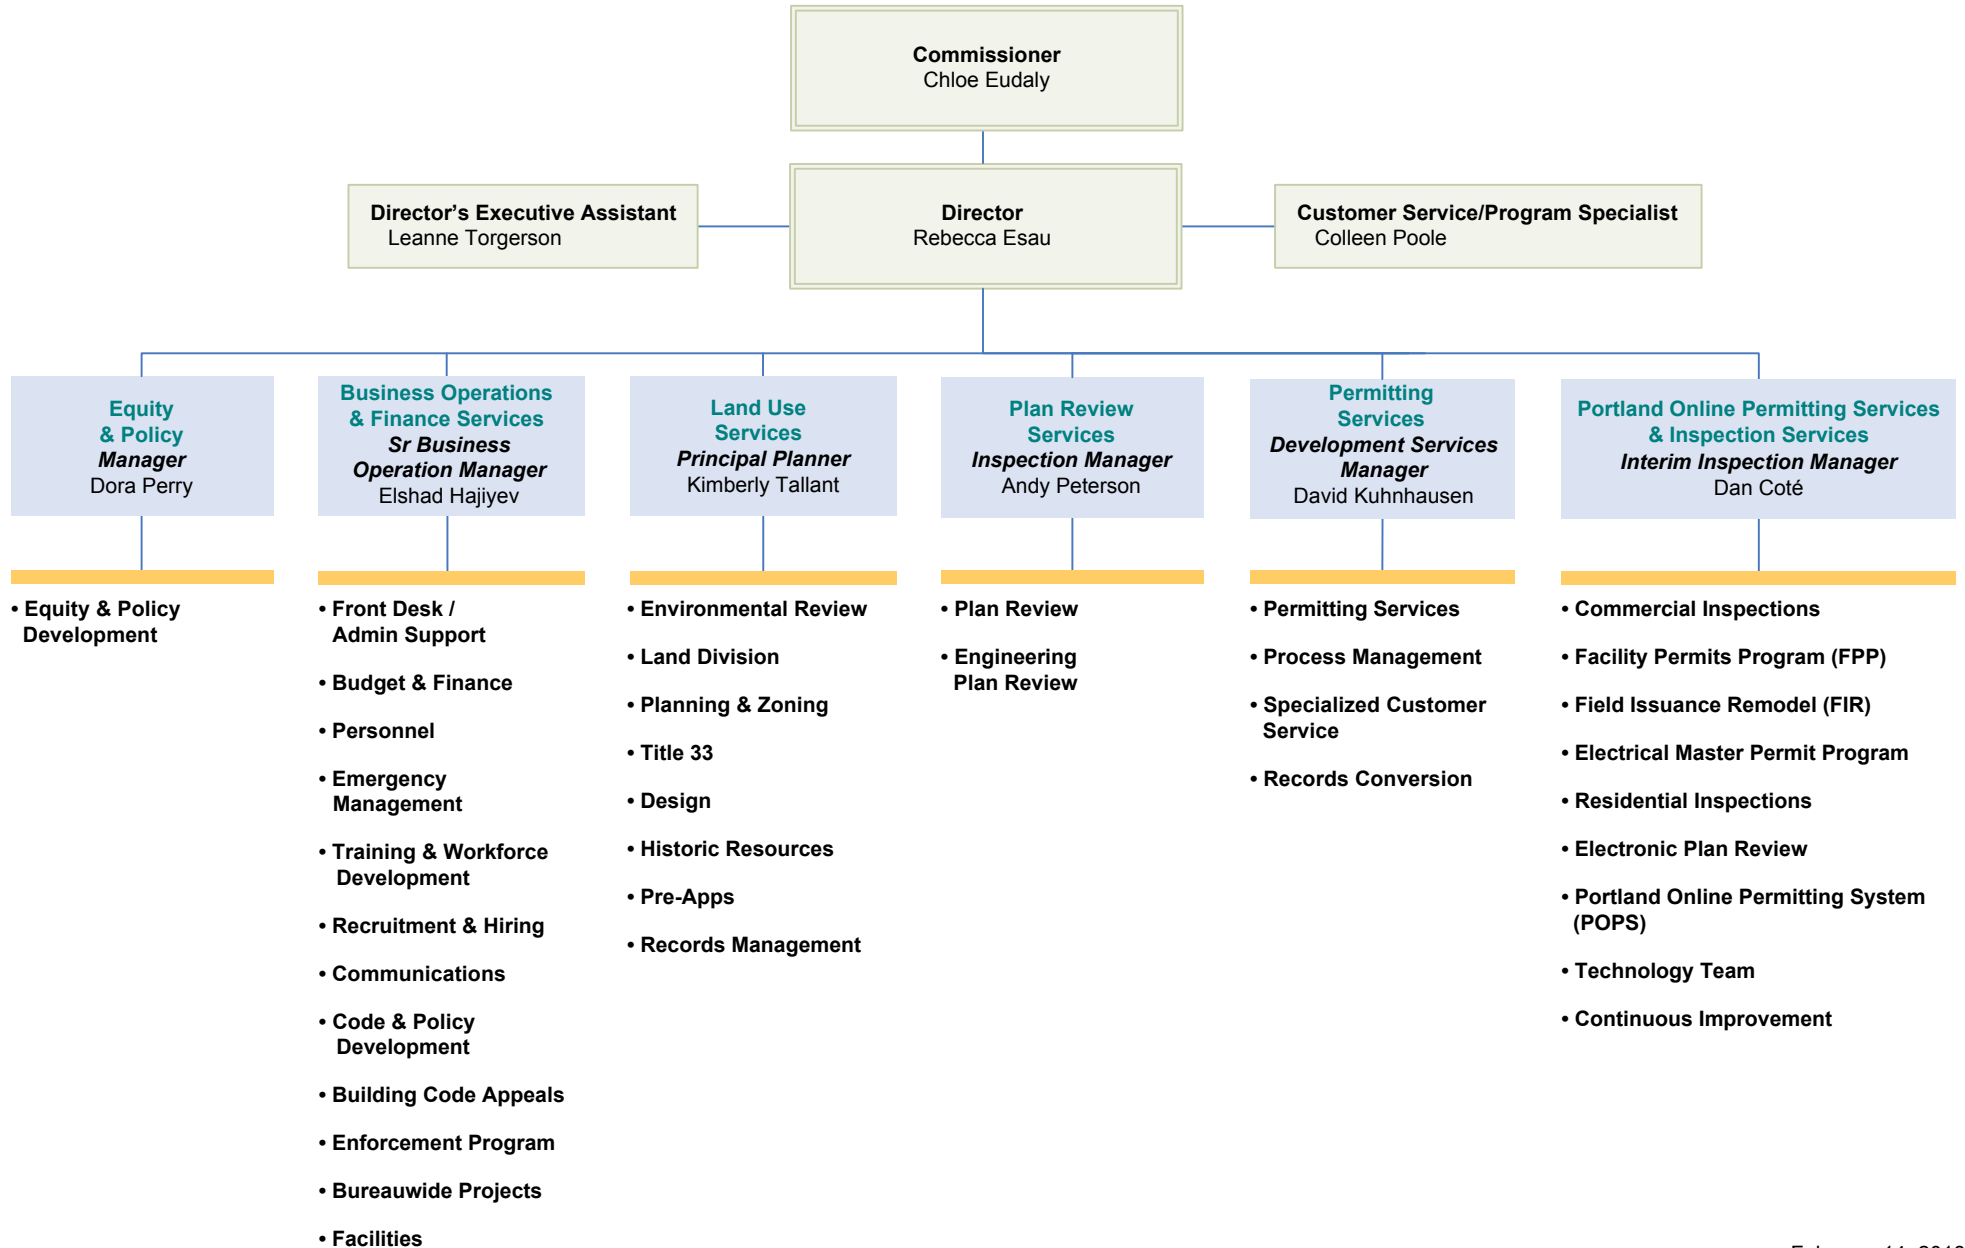 Commissioner
Chloe Eudaly
Director's Executive Assistant
Leanne Torgerson
Director
Rebecca Esau
Customer Service/Program Specialist
Colleen Poole
Equity
& Policy
Manager
Dora Perry
Business Operations
& Finance Services
Sr Business
Operation Manager
Elshad Hajiyev
Land Use
Services
Principal Planner
Kimberly Tallant
Plan Review
Services
Inspection Manager
Andy Peterson
Permitting
Services
Development Services
Manager
David Kuhnhausen
Portland Online Permitting Services
& Inspection Services
Interim Inspection Manager
Dan Coté
• Equity & Policy
Development
• Front Desk /
Admin Support
• Budget & Finance
• Personnel
• Emergency
Management
• Training & Workforce
Development
• Recruitment & Hiring
• Communications
• Code & Policy
Development
• Building Code Appeals
• Enforcement Program
• Bureauwide Projects
• Facilities
• Environmental Review
• Land Division
• Planning & Zoning
• Title 33
• Design
• Historic Resources
• Pre-Apps
• Records Management
• Plan Review
• Engineering
Plan Review
• Permitting Services
• Process Management
• Specialized Customer
Service
• Records Conversion
• Commercial Inspections
• Facility Permits Program (FPP)
• Field Issuance Remodel (FIR)
• Electrical Master Permit Program
• Residential Inspections
• Electronic Plan Review
• Portland Online Permitting System
(POPS)
• Technology Team
• Continuous Improvement